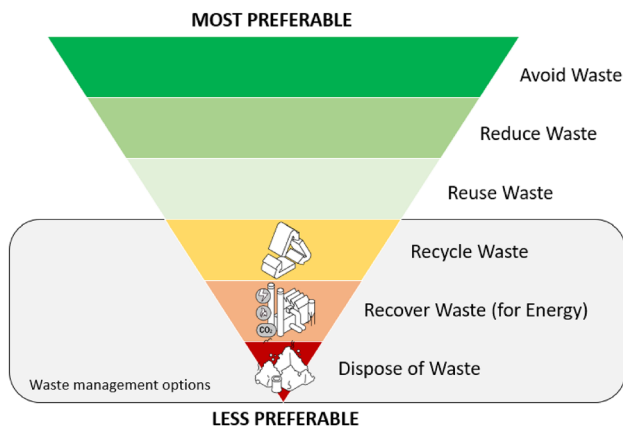 MOST PREFERABLE
Avoid Waste
Reduce Waste
Reuse Waste
Recycle Waste
Recover Waste (for Energy)
CO₂
Dispose of Waste
Waste management options
LESS PREFERABLE